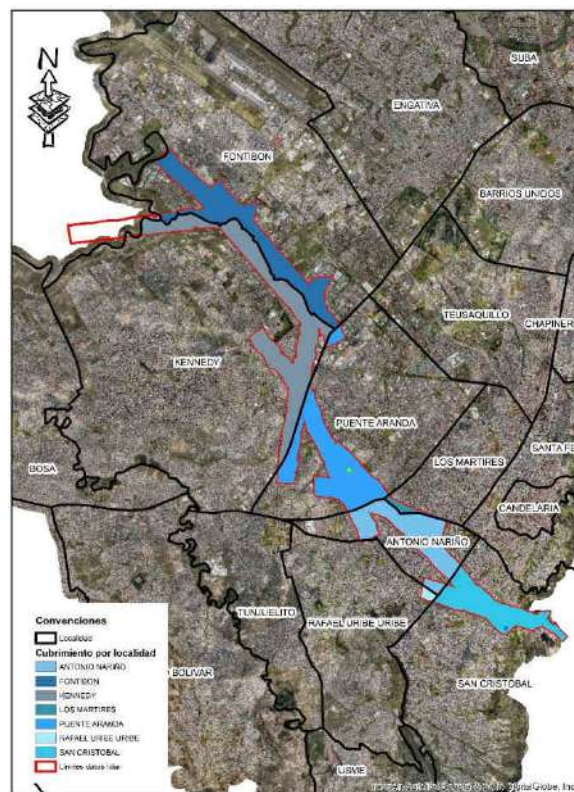 N
SUBA
ENGATIVA
FONTIBON
BARRIOS UNIDOS
TEUSAQUILLO
CHAPINER
KENNEDY
PUENTE ARANDA
SANTA FE
LOS MARTIRES
BOSA
CANDELARIA
ANTONIO NARIÑO
TUNJUELITO
RAFAEL URIBE URIBE
BOLIVAR
SAN CRISTOBAL
USME
Convenciones
Localidad
Cubrimiento por localidad
ANTONIO NARIÑO
FONTIBON
KENNEDY
LOS MARTIRES
PUENTE ARANDA
RAFAEL URIBE URIBE
SAN CRISTOBAL
Limites datos lidar
DigitalGlobe, Inc